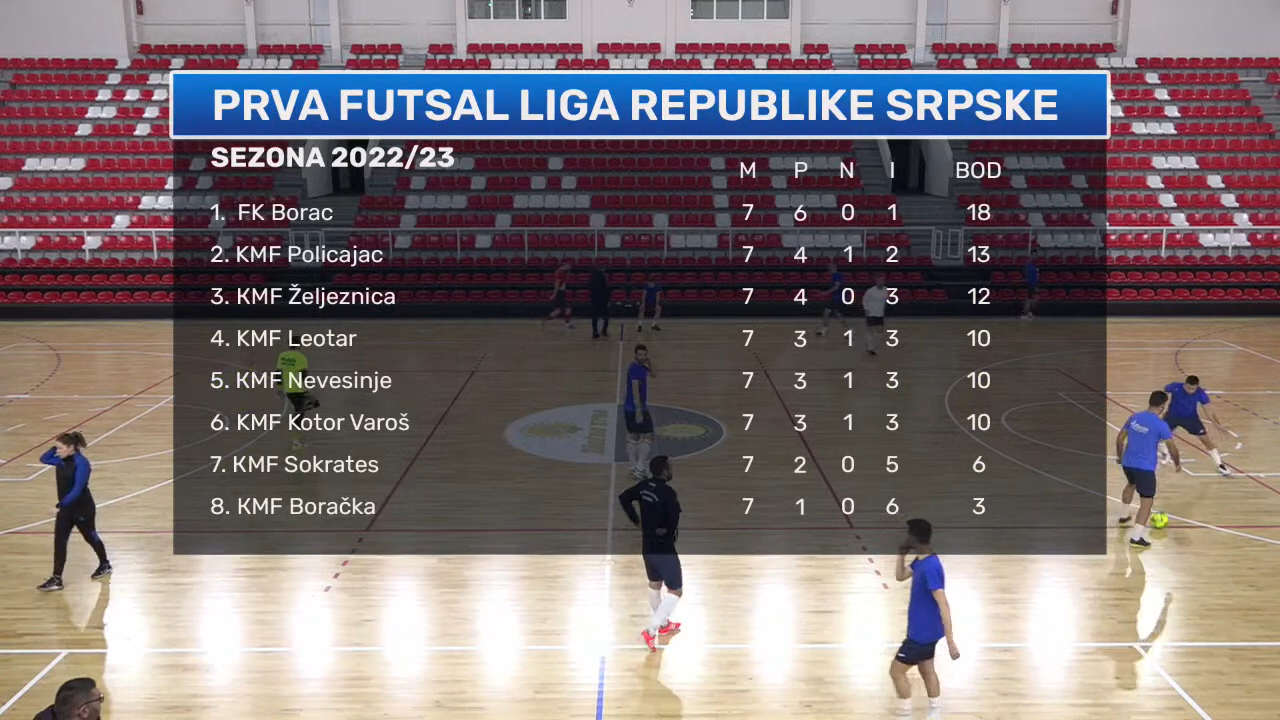 PRVA FUTSAL LIGA REPUBLIKE SRPSKE
SEZONA 2022/23
M P N I BOD
1. FK Borac 7 6 0 1 18
2. KMF Policajac 7 4 1 2 13
3. KMF Željeznica 7 4 0 3 12
4. KMF Leotar 7 3 1 3 10
5. KMF Nevesinje 7 3 1 3 10
6. KMF Kotor Varoš 7 3 1 3 10
7. KMF Sokrates 7 2 0 5 6
8. KMF Boračka 7 1 0 6 3